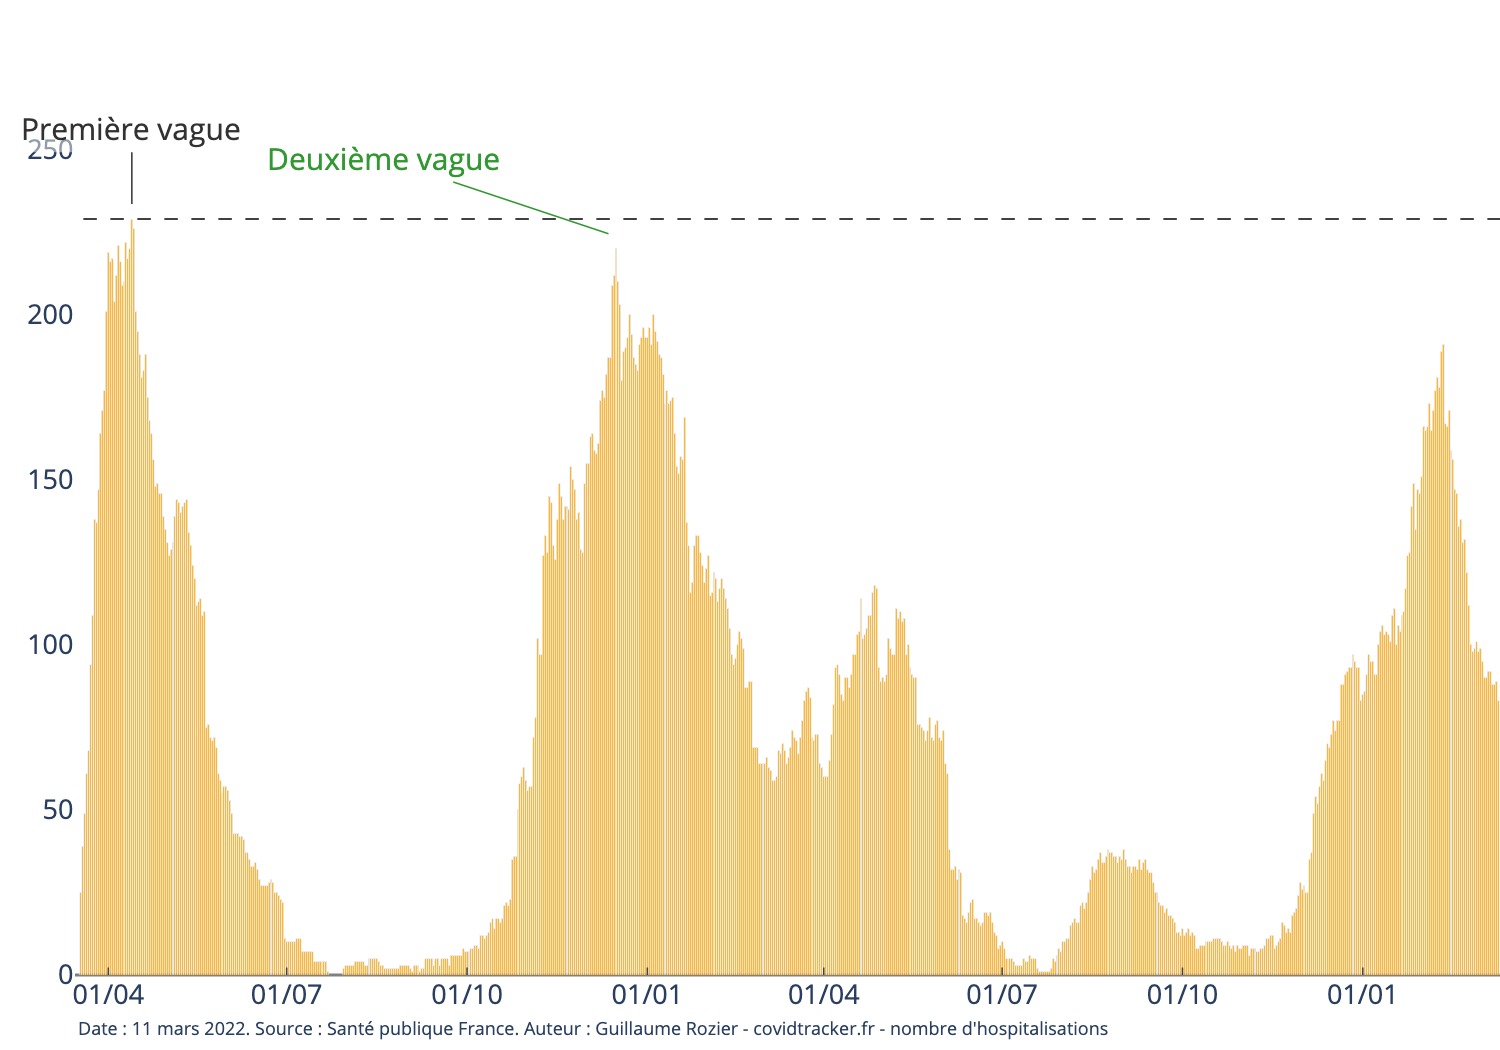 Première vague
250
Deuxième vague
200
150
100
50
0
01/04 01/07 01/10 01/01 01/04 01/07 01/10 01/01
Date : 11 mars 2022. Source : Santé publique France. Auteur : Guillaume Rozier - covidtracker.fr - nombre d'hospitalisations